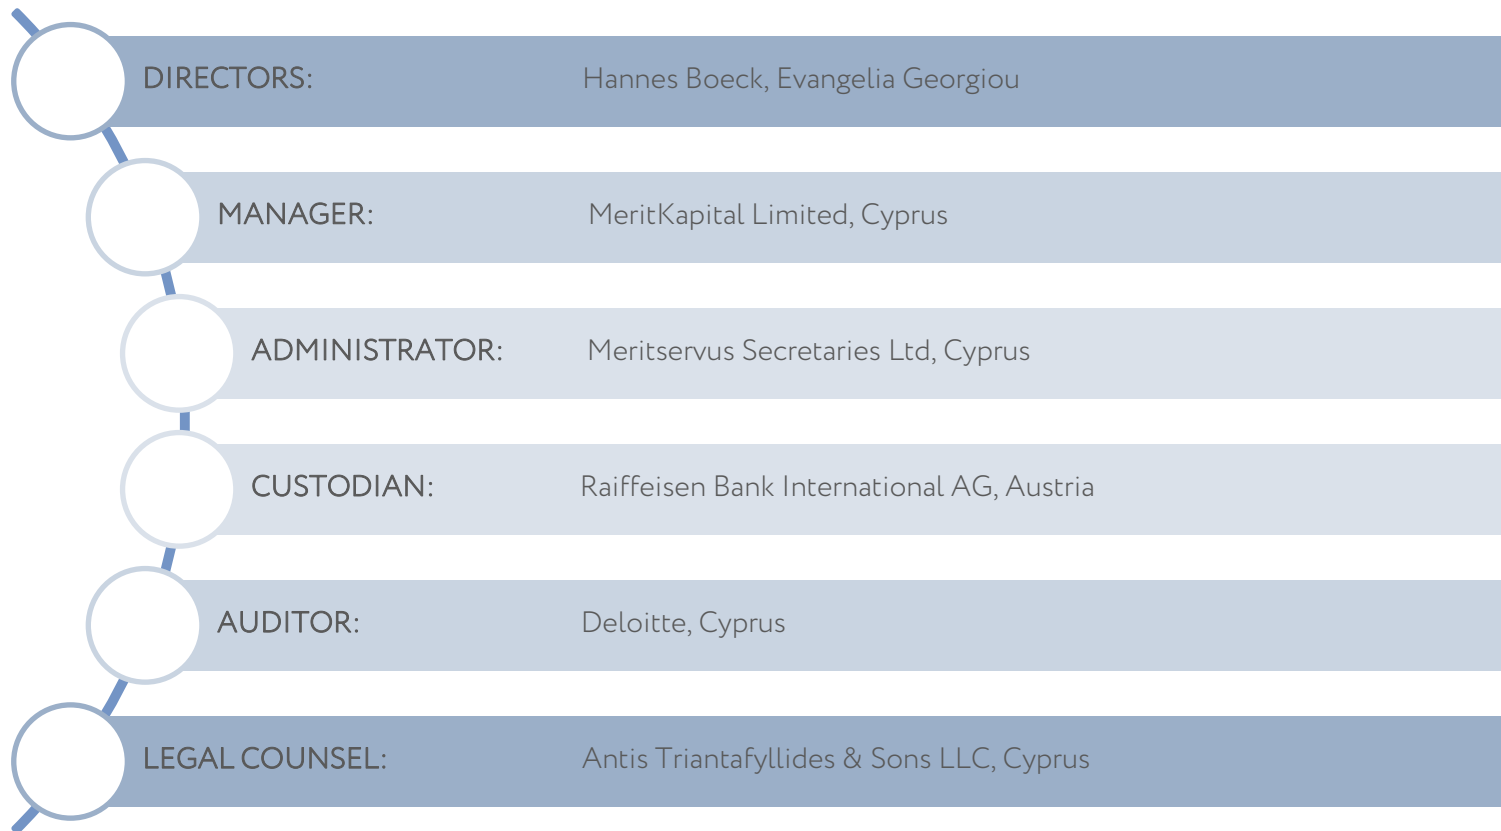 DIRECTORS: Hannes Boeck, Evangelia Georgiou
MANAGER: MeritKapital Limited, Cyprus
ADMINISTRATOR: Meritservus Secretaries Ltd, Cyprus
CUSTODIAN: Raiffeisen Bank International AG, Austria
AUDITOR: Deloitte, Cyprus
LEGAL COUNSEL: Antis Triantafyllides & Sons LLC, Cyprus